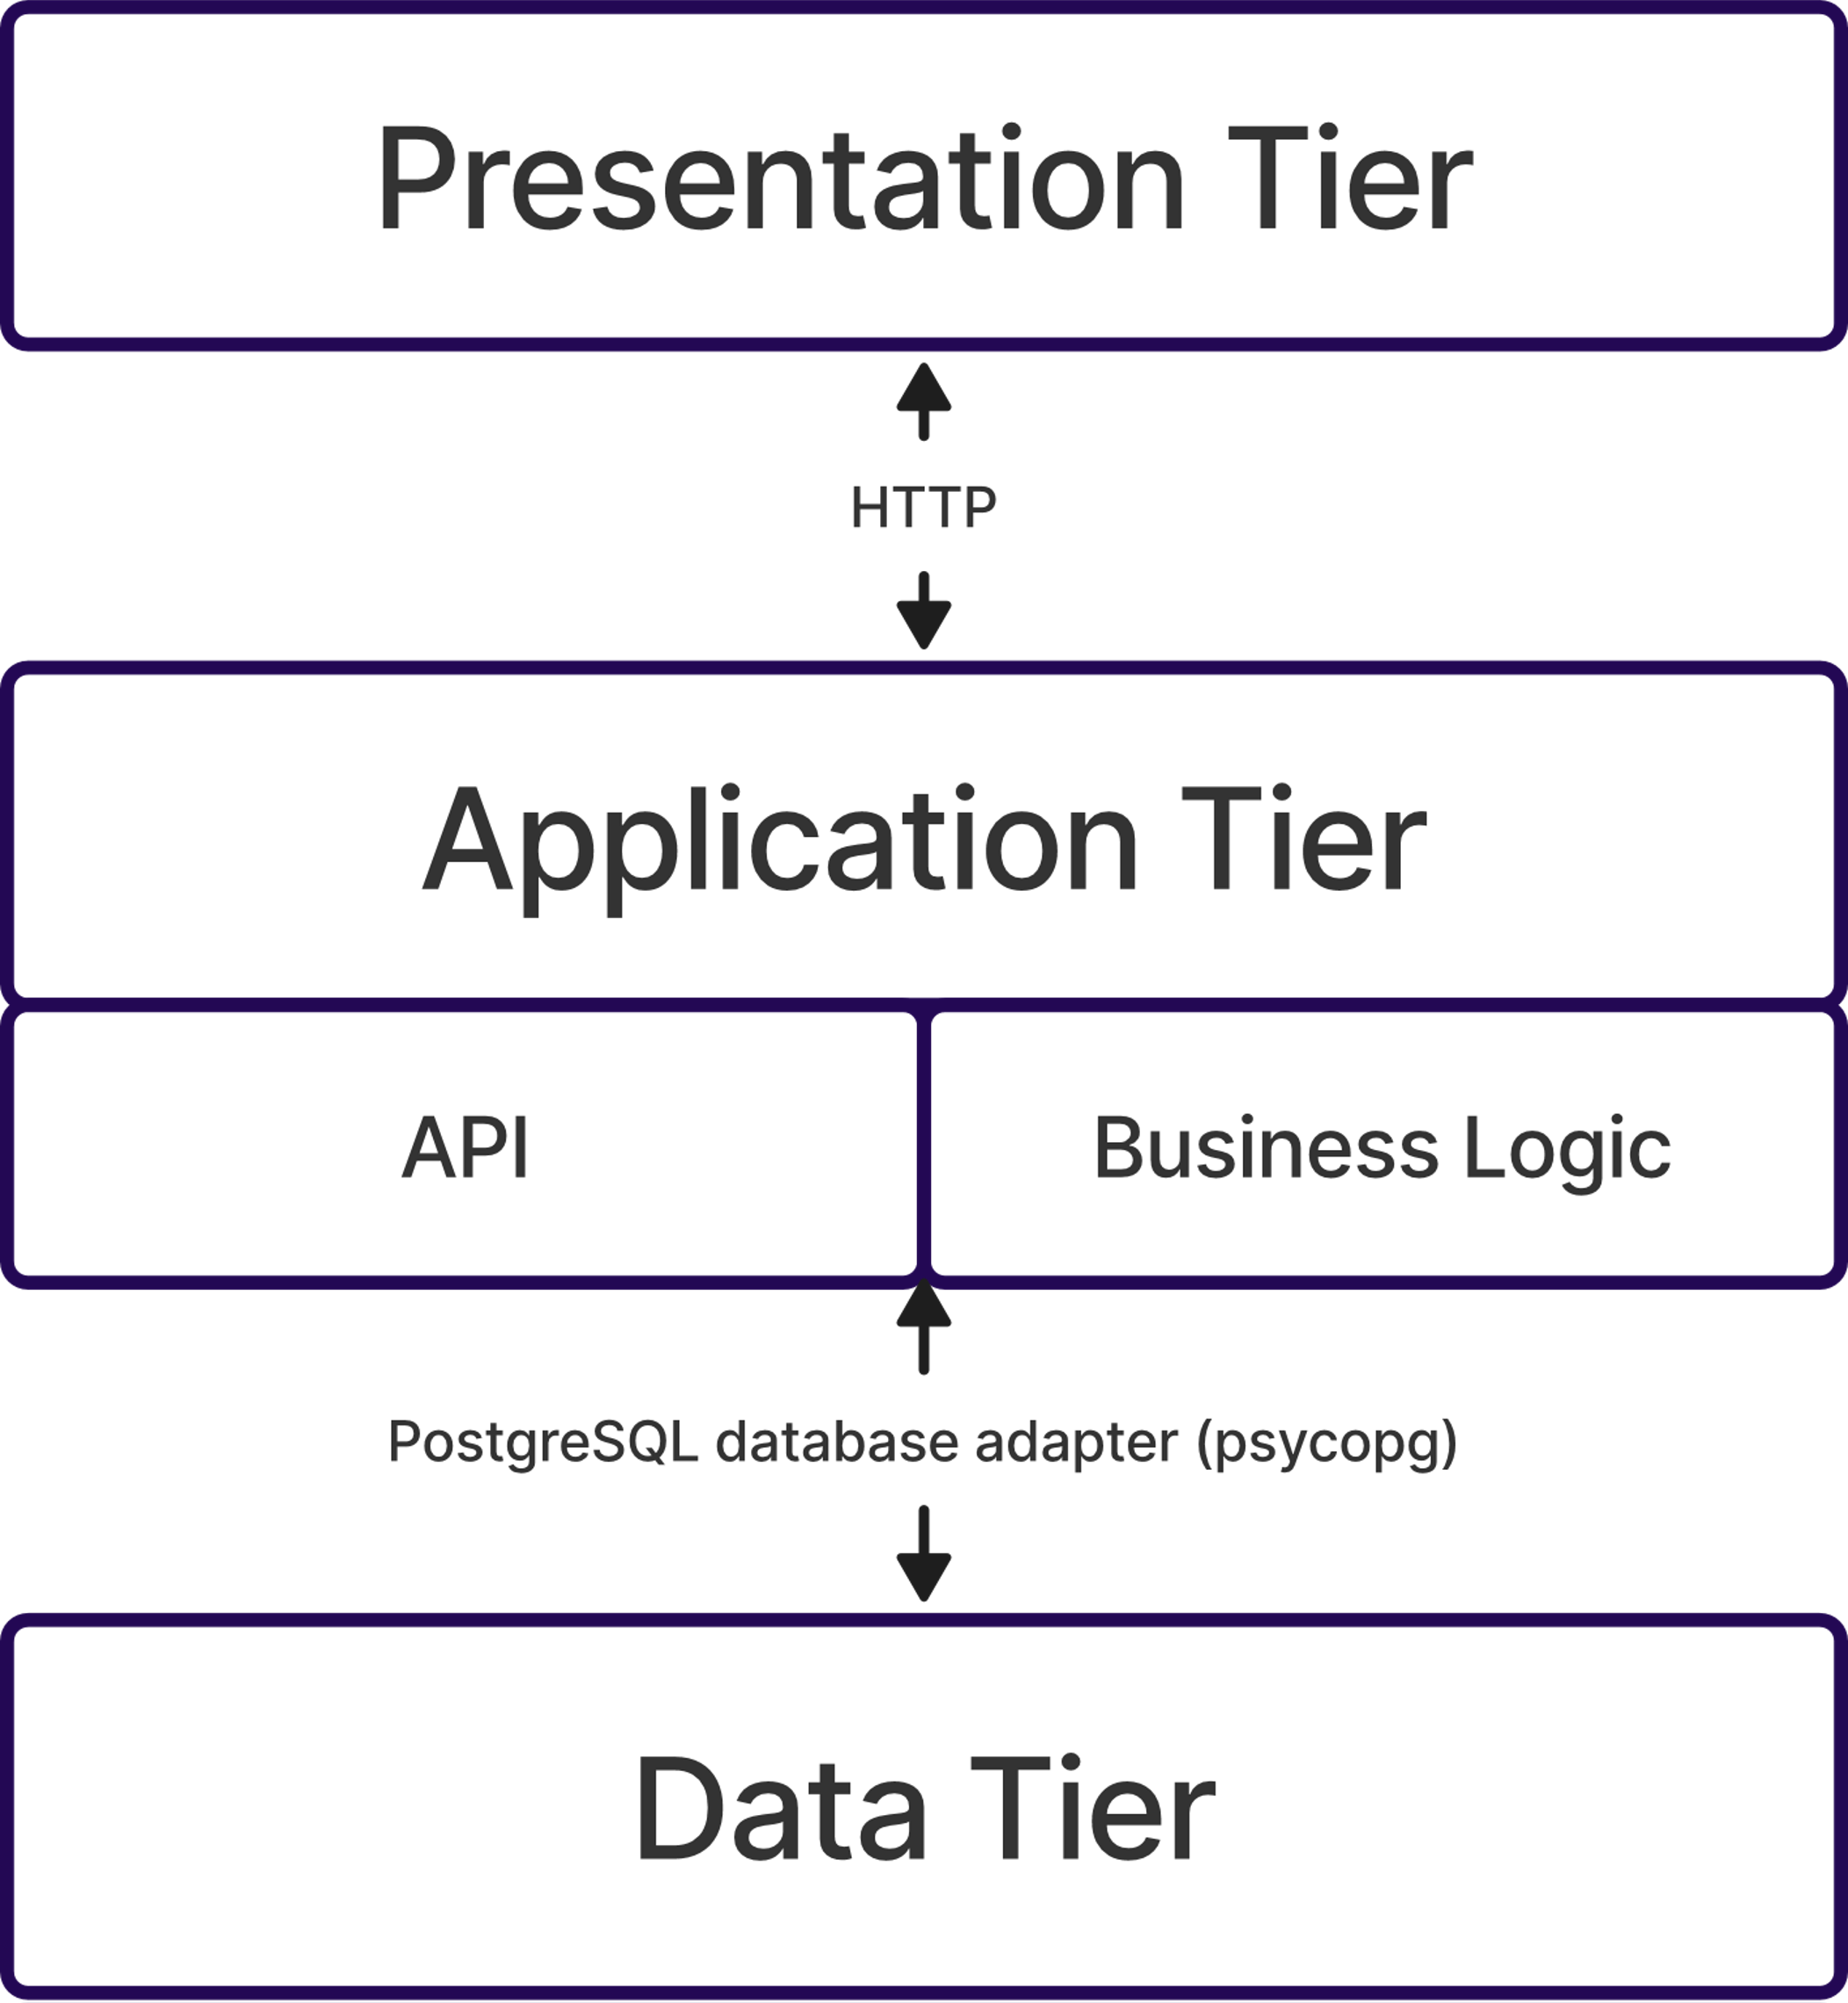 Presentation Tier
HTTP
Application Tier
API
Business Logic
PostgreSQL database adapter (psycopg)
Data Tier